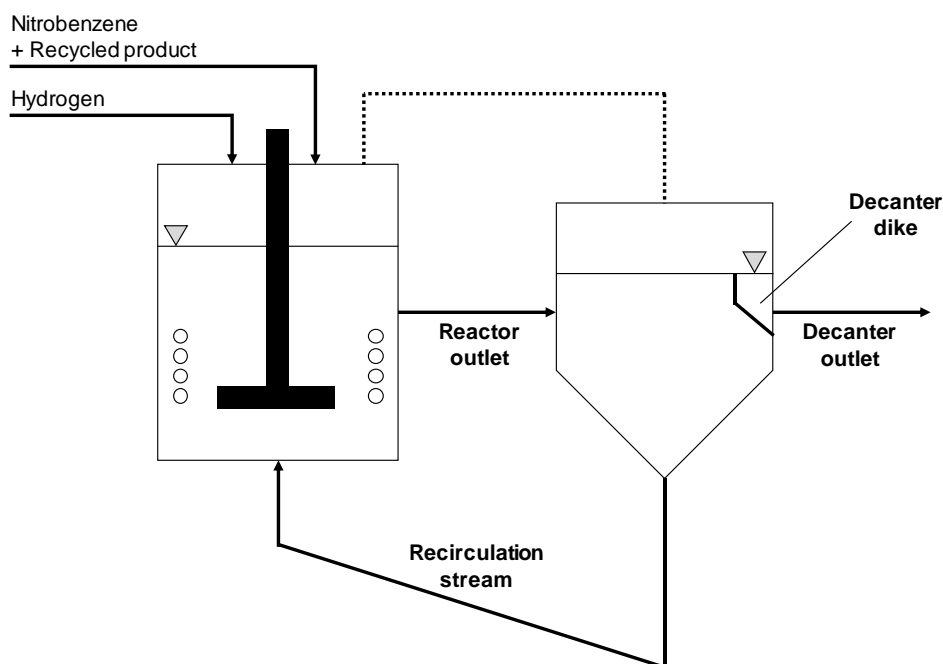 Nitrobenzene
+ Recycled product
Hydrogen
Decanter
dike
Reactor
outlet
Decanter
outlet
Recirculation
stream